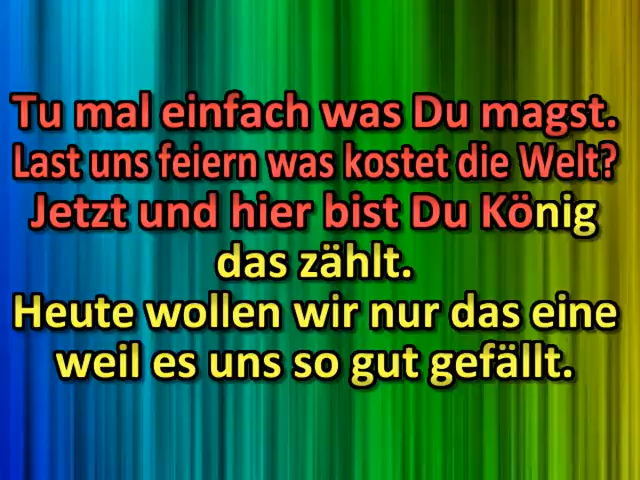 Tu mal einfach was Du magst.
Last uns feiern was kostet die Welt?
Jetzt und hier bist Du König
das zählt.
Heute wollen wir nur das eine
weil es uns so gut gefällt.